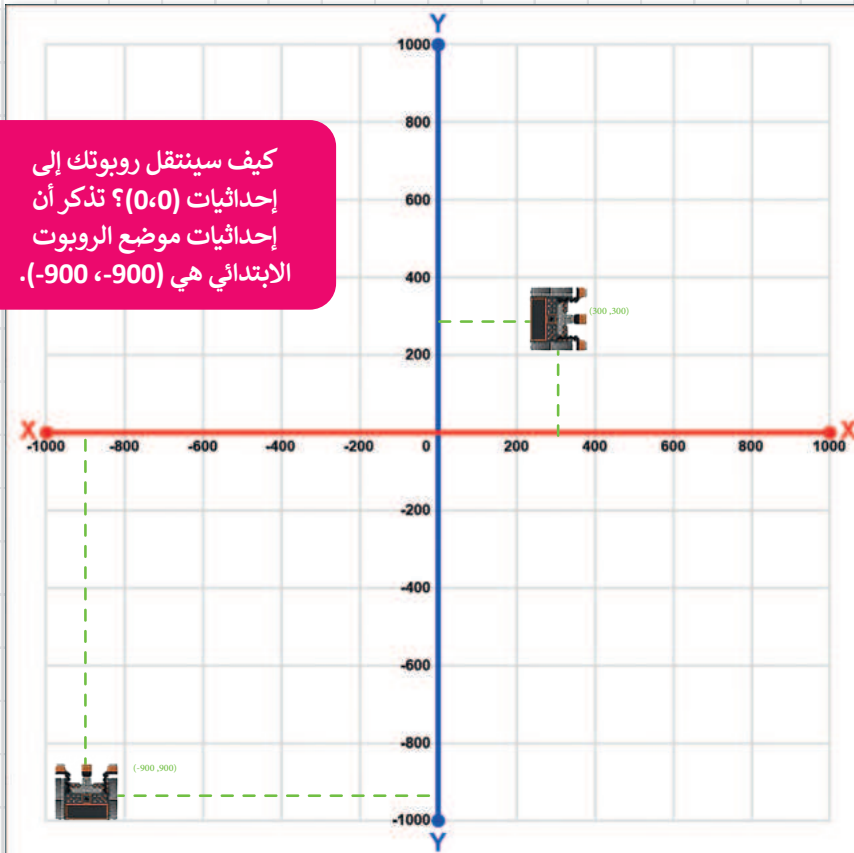 Y
1000
800
كيف سينتقل روبوتك إلى
إحداثيات (0،0)؟ تذكر أن
إحداثيات موضع الروبوت
الابتدائي هي (900-، 900-).
600
400
(300 ,300)
200
X -1000 -800 -600 -400 -200 0 200 400 600 800 1000 X
-200
-400
-600
-800
(-900 ,900)
-1000
Y